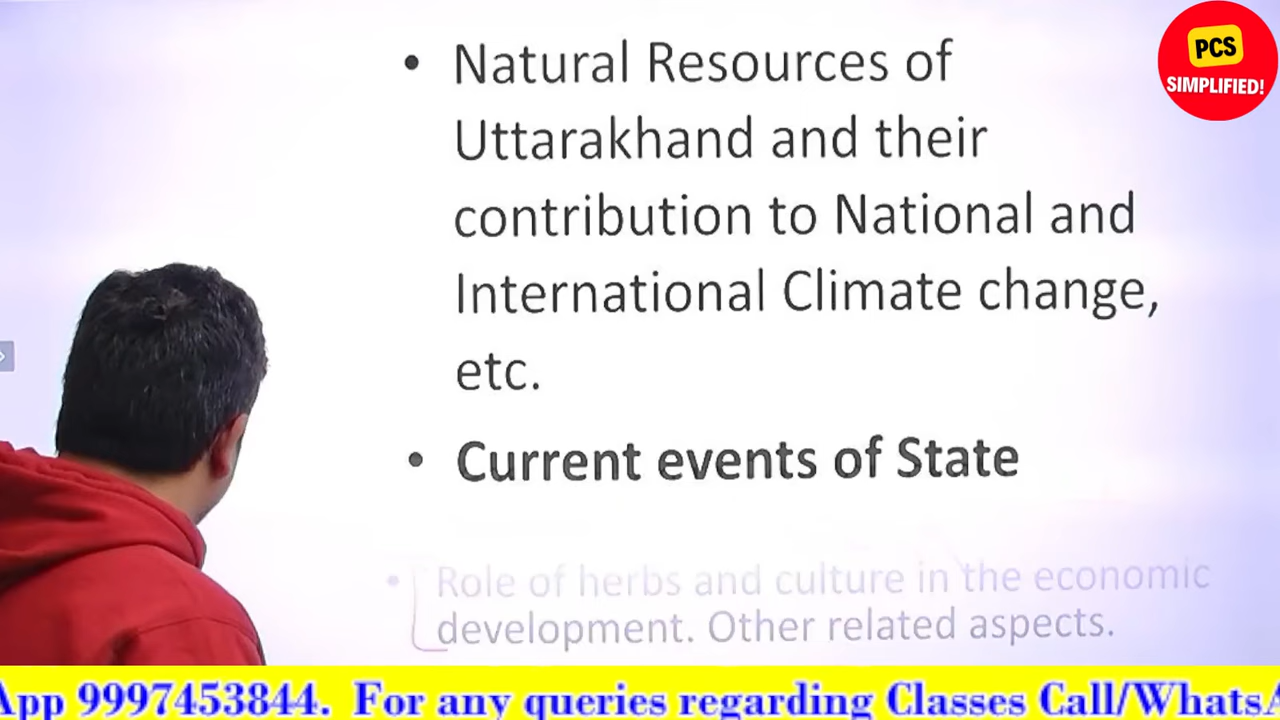 PCS
SIMPLIFIED!
• Natural Resources of
Uttarakhand and their
contribution to National and
International Climate change,
etc.
• Current events of State
• Role of herbs and culture in the economic
development. Other related aspects.
App 9997453844. For any queries regarding Classes Call/WhatsA